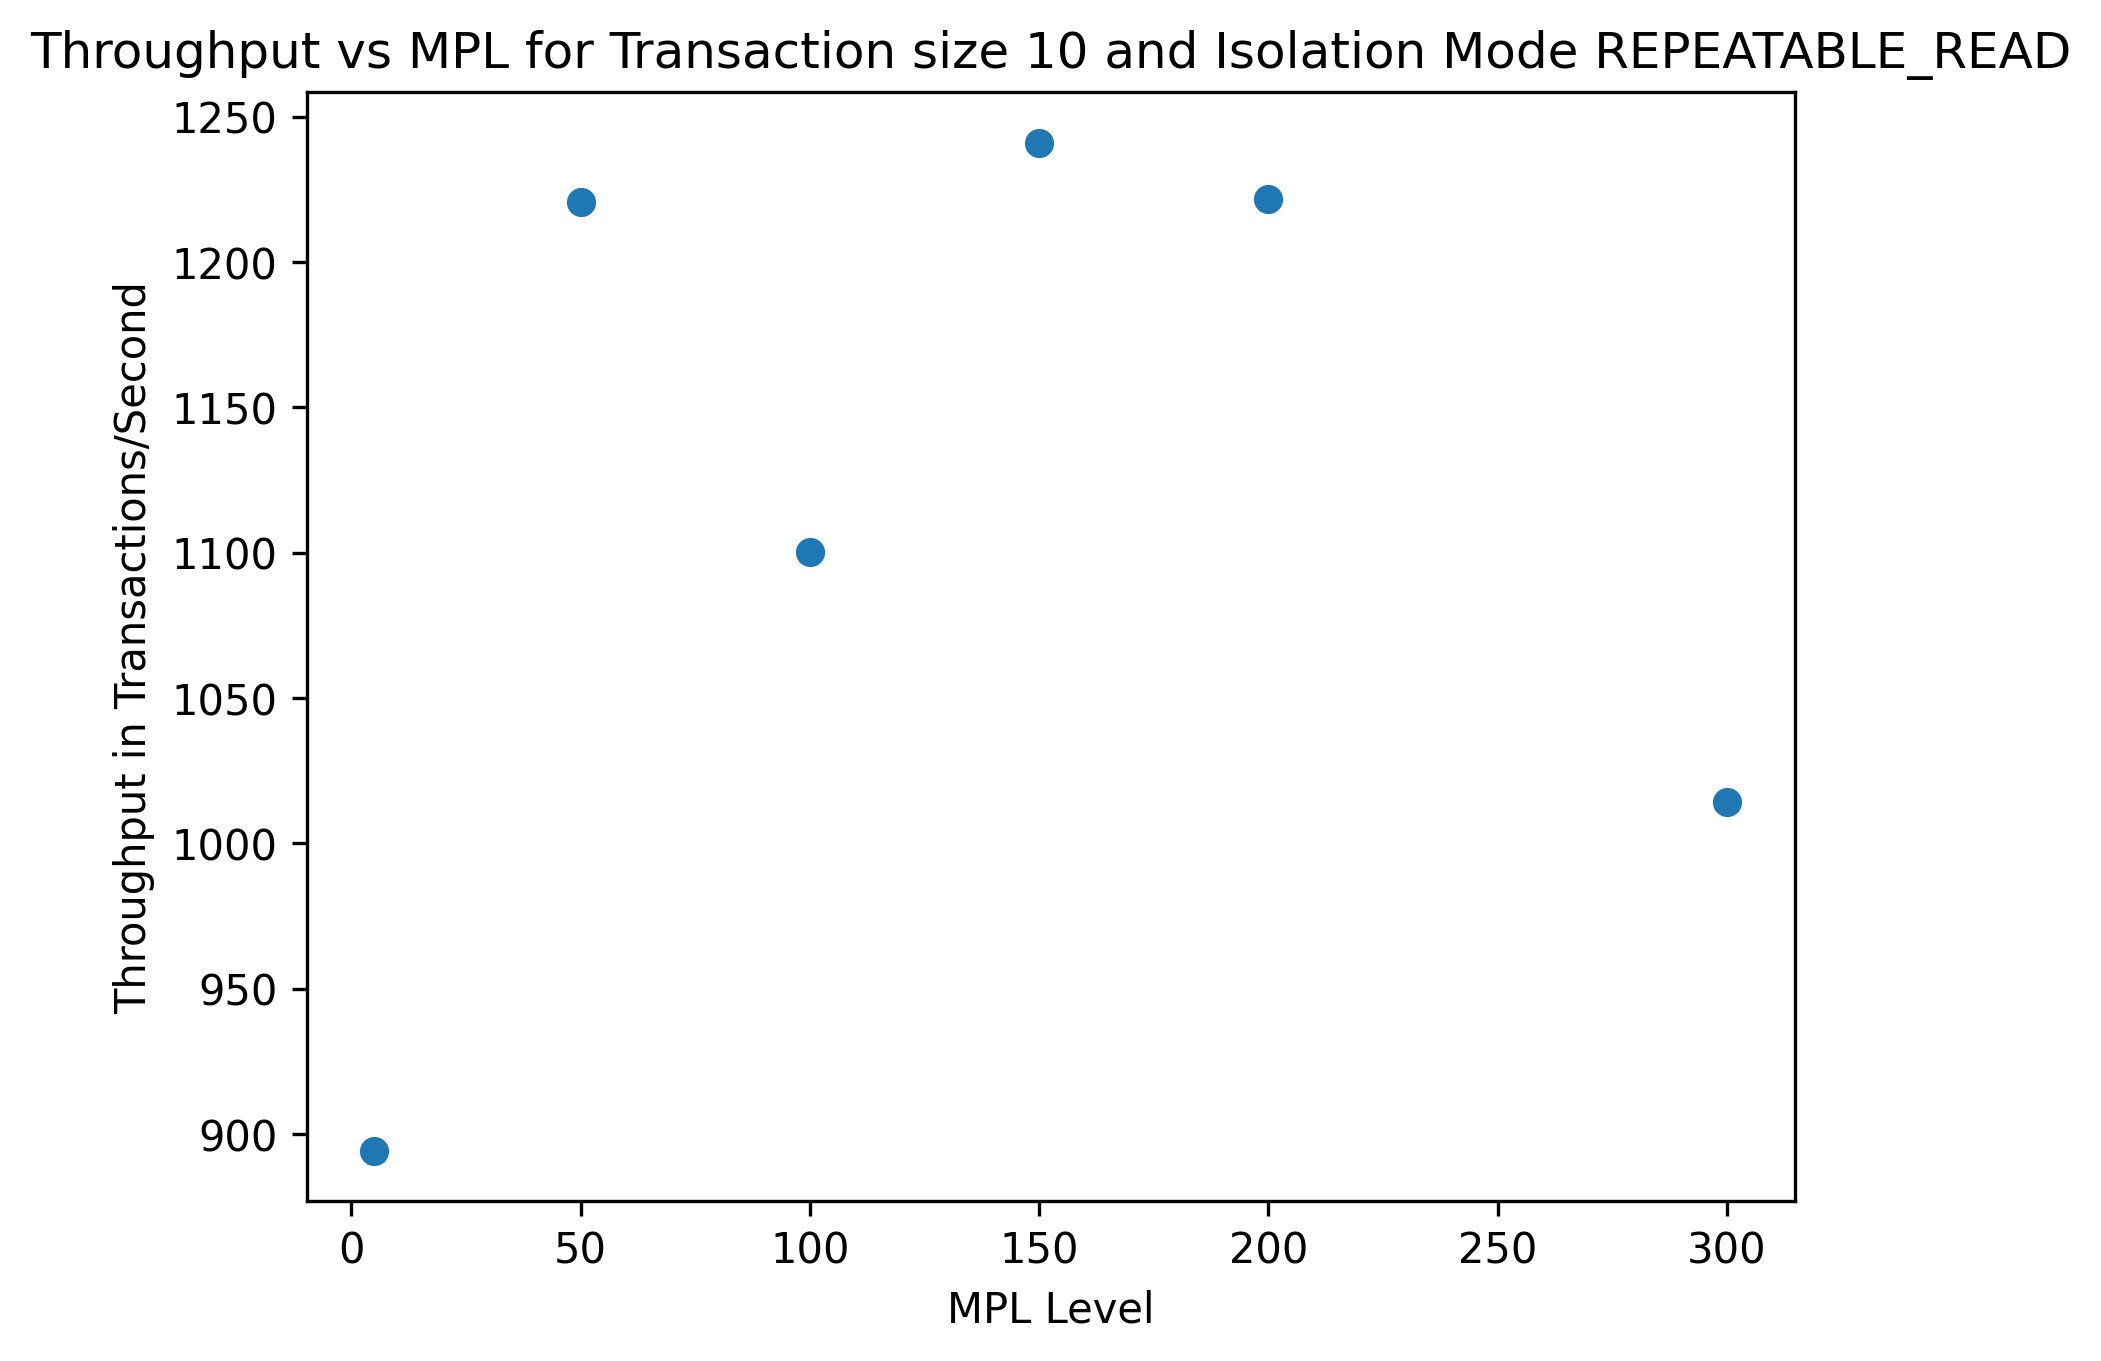 Throughput vs MPL for Transaction size 10 and Isolation Mode REPEATABLE_READ
1250
1200
1150
1100
1050
1000
950
900
Throughput in Transactions/Second
0 50 100 150 200 250 300
MPL Level